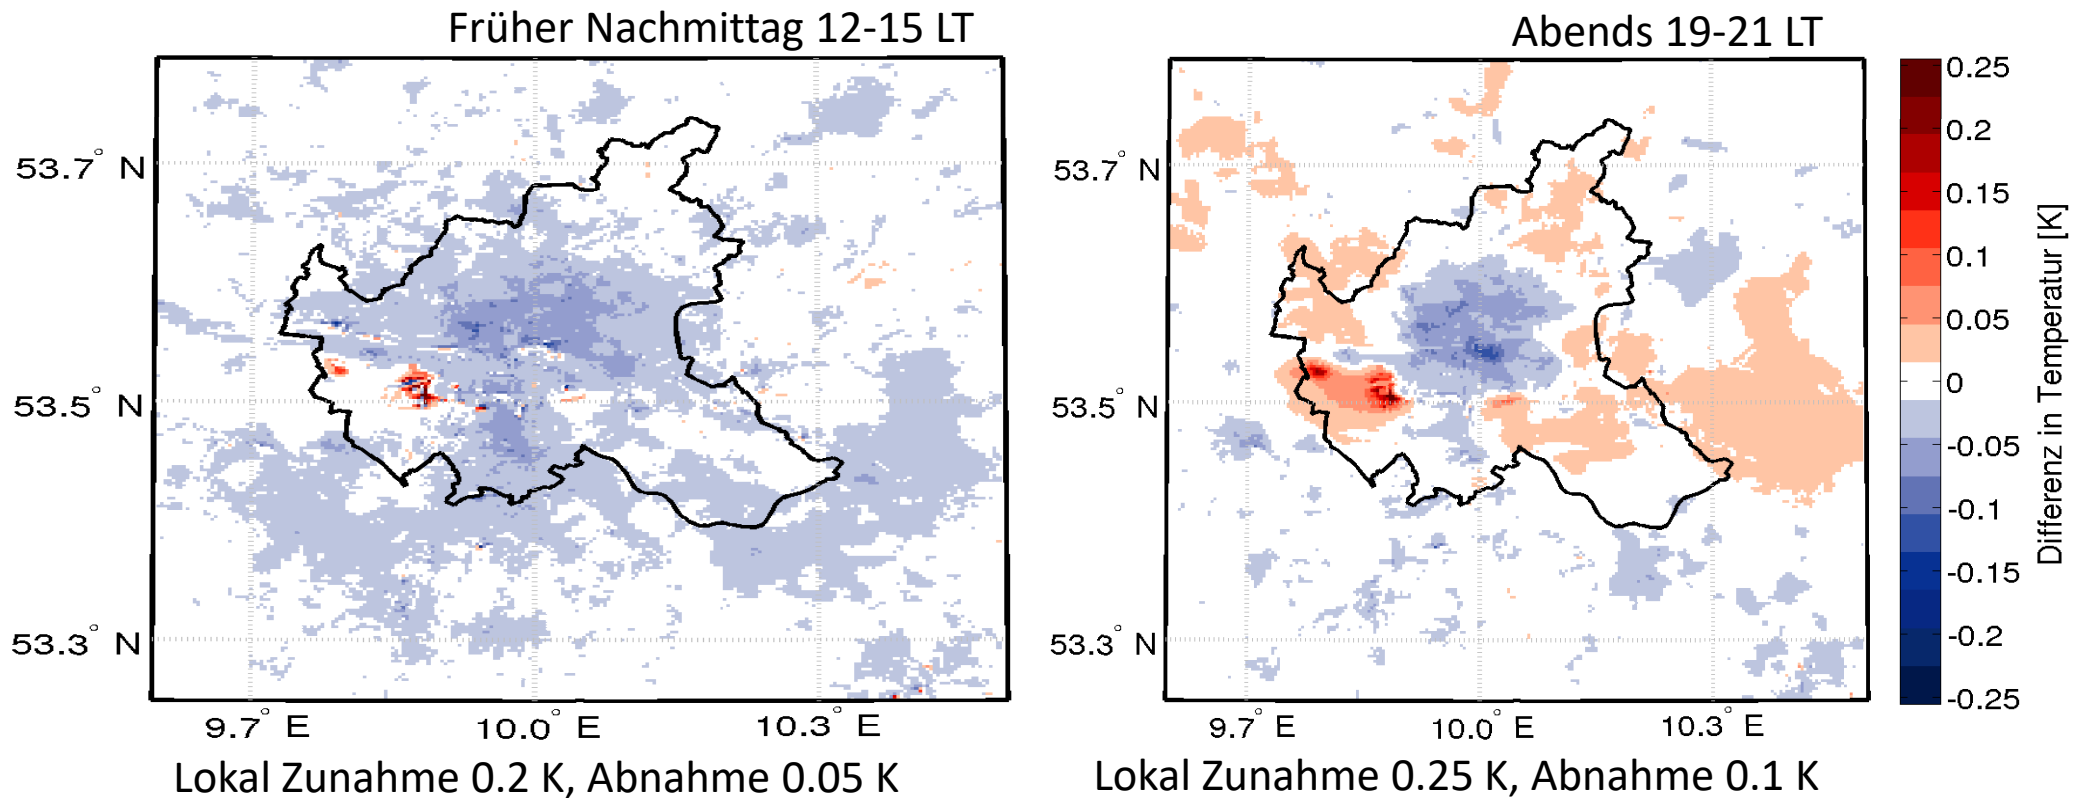 Früher Nachmittag 12-15 LT
53.7° N
53.5° N
53.3° N
9.7° E 10.0° E 10.3° E
Lokal Zunahme 0.2 K, Abnahme 0.05 K
Abends 19-21 LT
53.7° N
53.5° N
53.3° N
9.7° E 10.0° E 10.3° E
Lokal Zunahme 0.25 K, Abnahme 0.1 K
0.25
0.2
0.15
0.1
0.05
0
-0.05
-0.1
-0.15
-0.2
-0.25
Differenz in Temperatur [K]